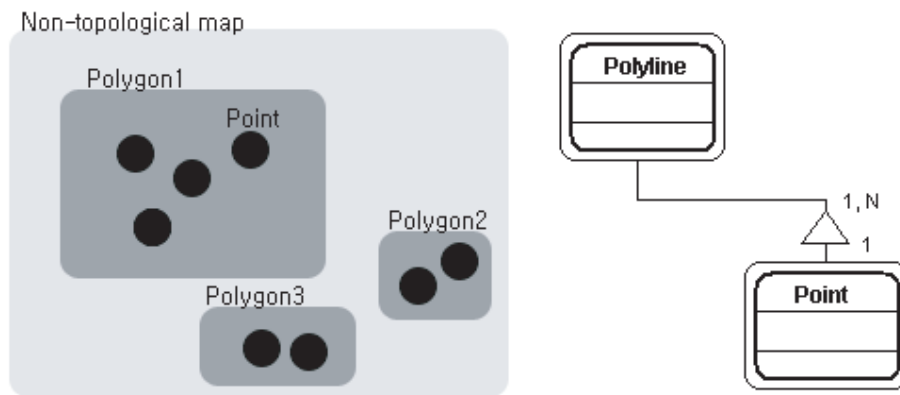 Non-topological map
Polygon1
Point
Polygon2
Polygon3
Polyline
1, N
1
Point